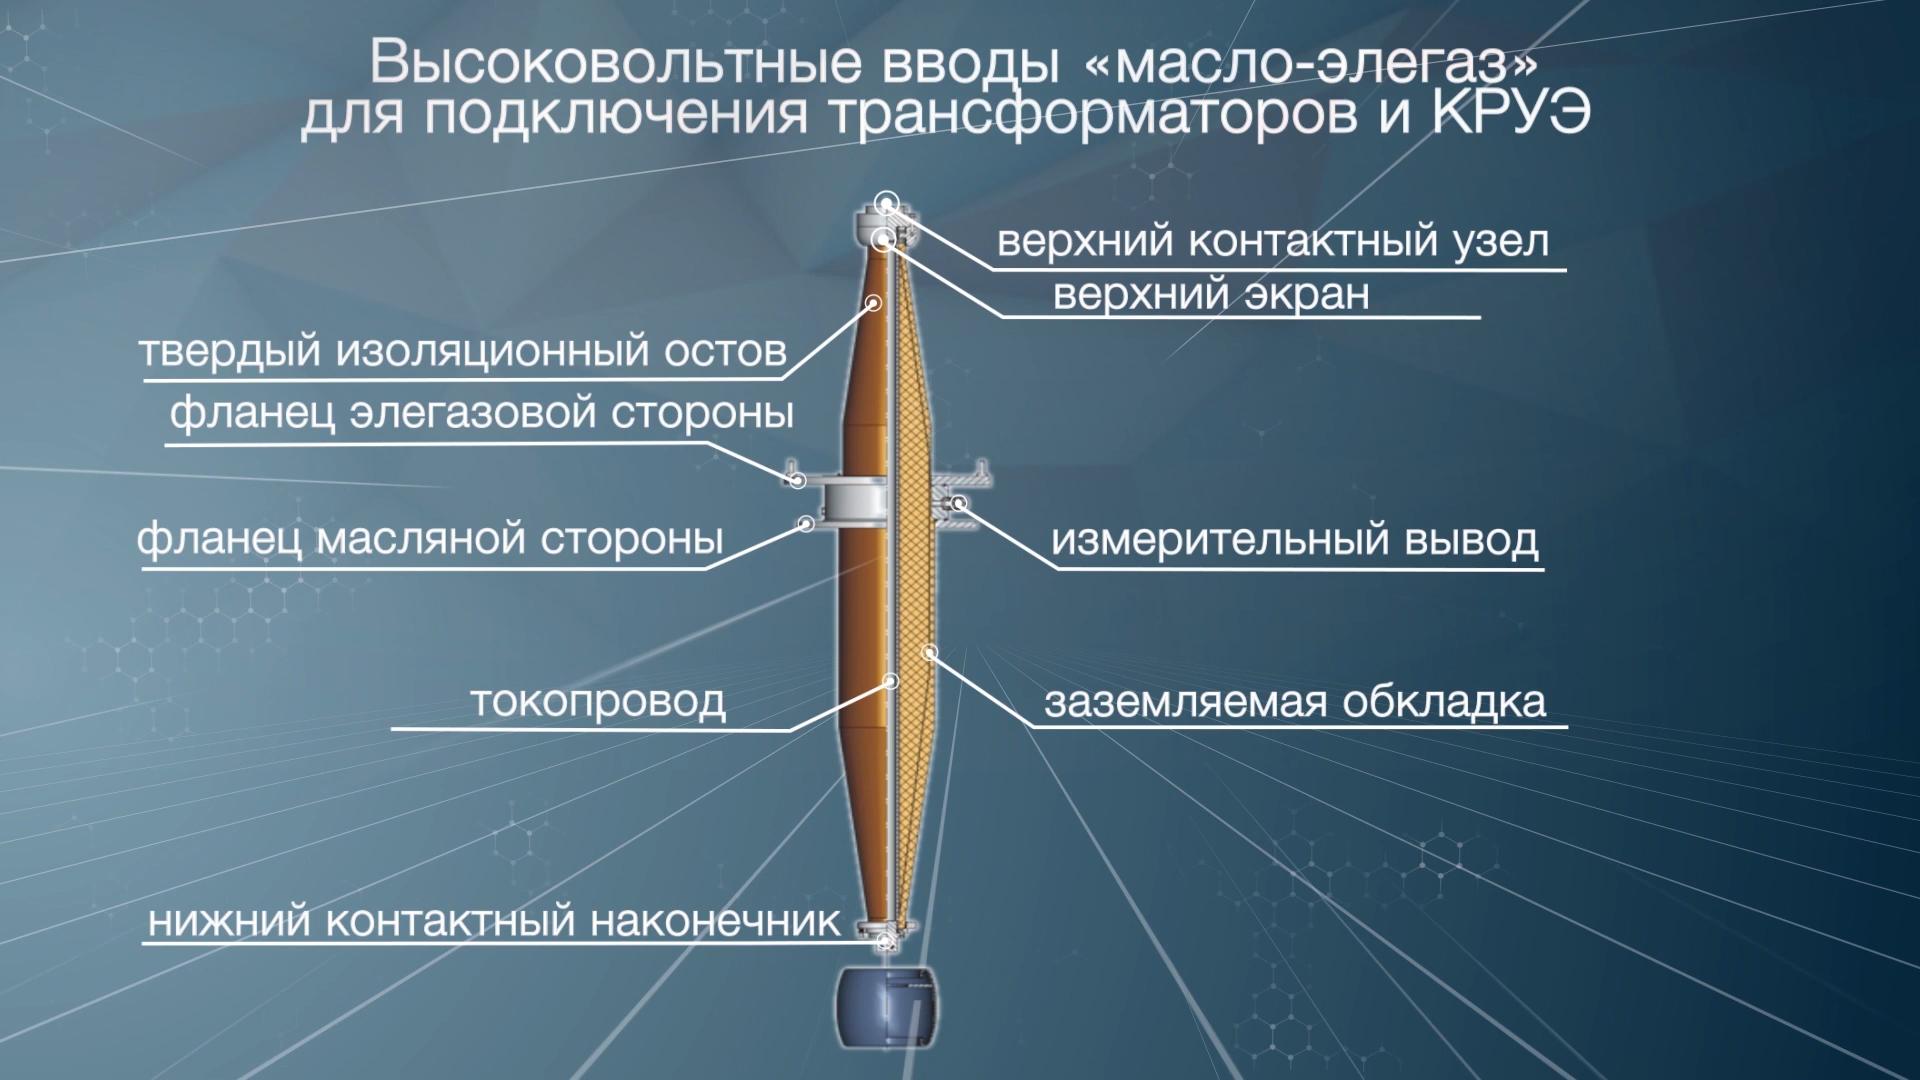 Высоковольтные вводы «масло-элегаз»
для подключения трансформаторов и КРУЭ
верхний контактный узел
верхний экран
твердый изоляционный остов
фланец элегазовой стороны
фланец масляной стороны
измерительный вывод
токопровод
заземляемая обкладка
нижний контактный наконечник